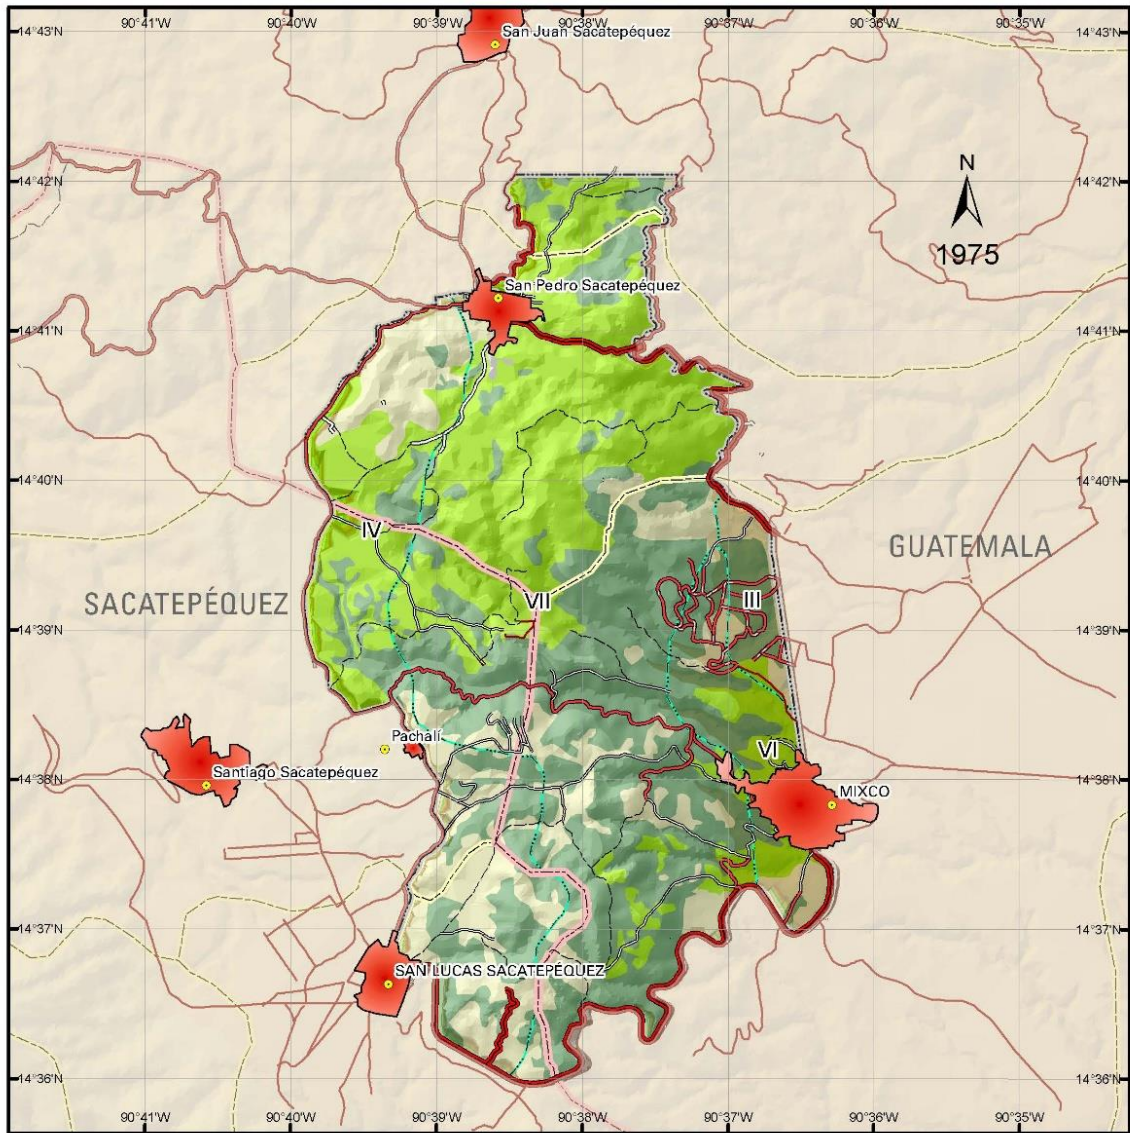 90°41'W 90°40'W 90°39'W 90°38'W 90°37'W 90°36'W 90°35'W
14°43'N San Juan Sacatepéquez 14°43'N
N
14°42'N 14°42'N
1975
San Pedro Sacatepéquez
14°41'N 14°41'N
14°40'N 14°40'N
IV
GUATEMALA
SACATEPÉQUEZ VII III
14°39'N 14°39'N
Pachalí
VI
Santiago Sacatepéquez
14°38'N 14°38'N
MIXCO
14°37'N 14°37'N
SAN LUCAS SACATEPÉQUEZ
14°36'N 14°36'N
90°41'W 90°40'W 90°39'W 90°38'W 90°37'W 90°36'W 90°35'W